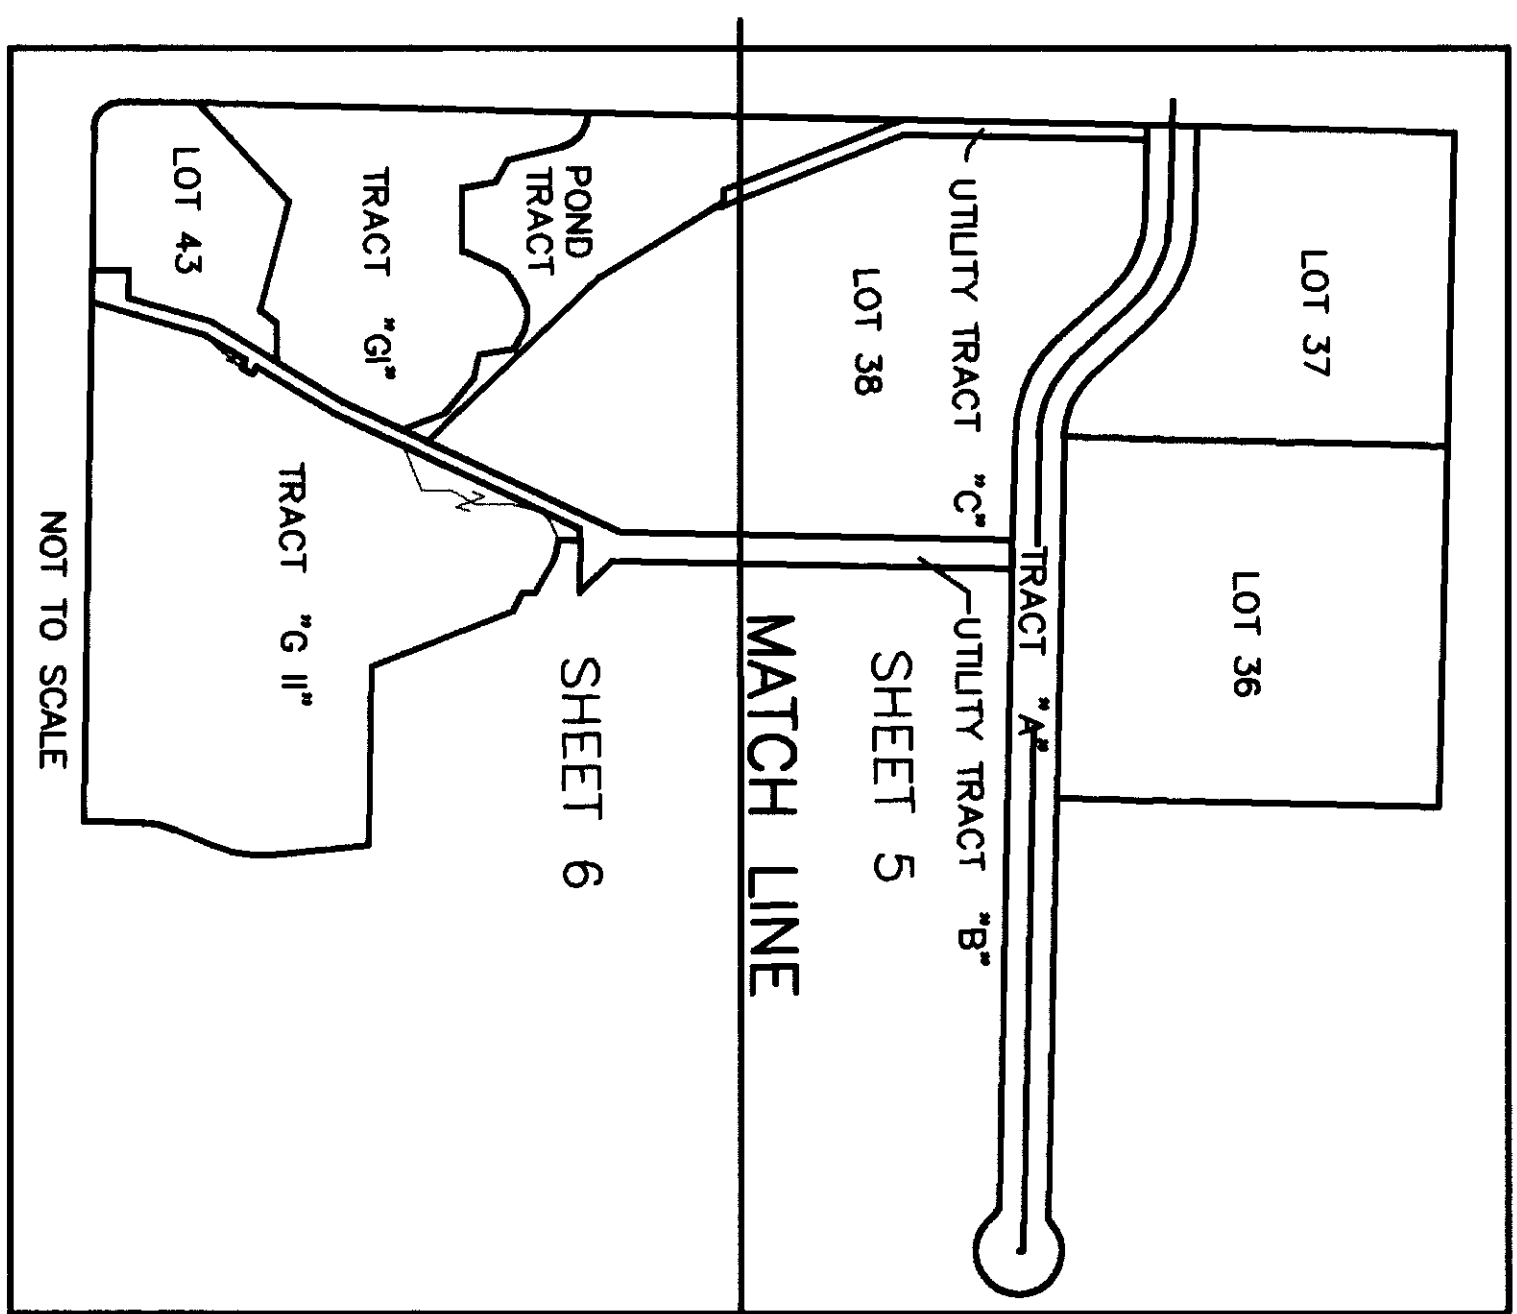 LOT 37
LOT 36
TRACT "A"
UTILITY TRACT "C"
UTILITY TRACT "B"
LOT 38
SHEET 5
MATCH LINE
SHEET 6
POND
TRACT
TRACT "GI"
TRACT "G II"
LOT 43
NOT TO SCALE